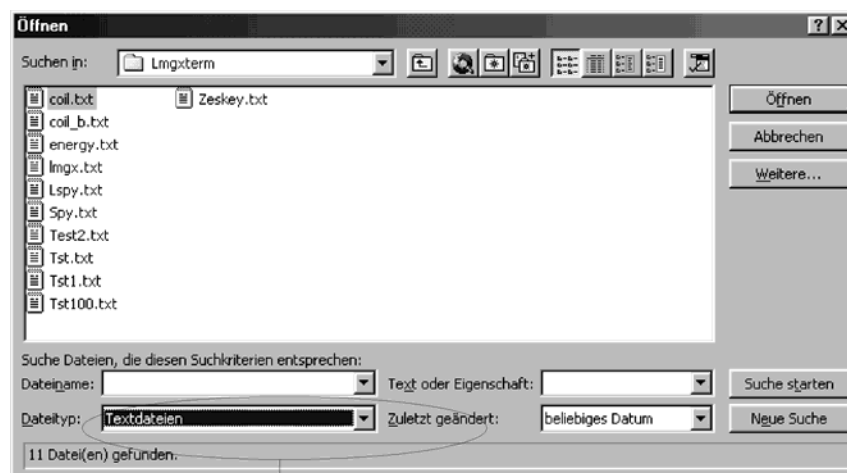 Öffnen
Suchen in: Lmgxterm
coil.txt Zeskey.txt
coil_b.txt
energy.txt
lmgx.txt
Lspy.txt
Spy.txt
Test2.txt
Tst.txt
Tst1.txt
Tst100.txt
Öffnen
Abbrechen
Weitere...
Suche Dateien, die diesen Suchkriterien entsprechen:
Dateiname: Text oder Eigenschaft: Suche starten
Dateityp: Textdateien Zuletzt geändert: beliebiges Datum Neue Suche
11 Datei(en) gefunden.